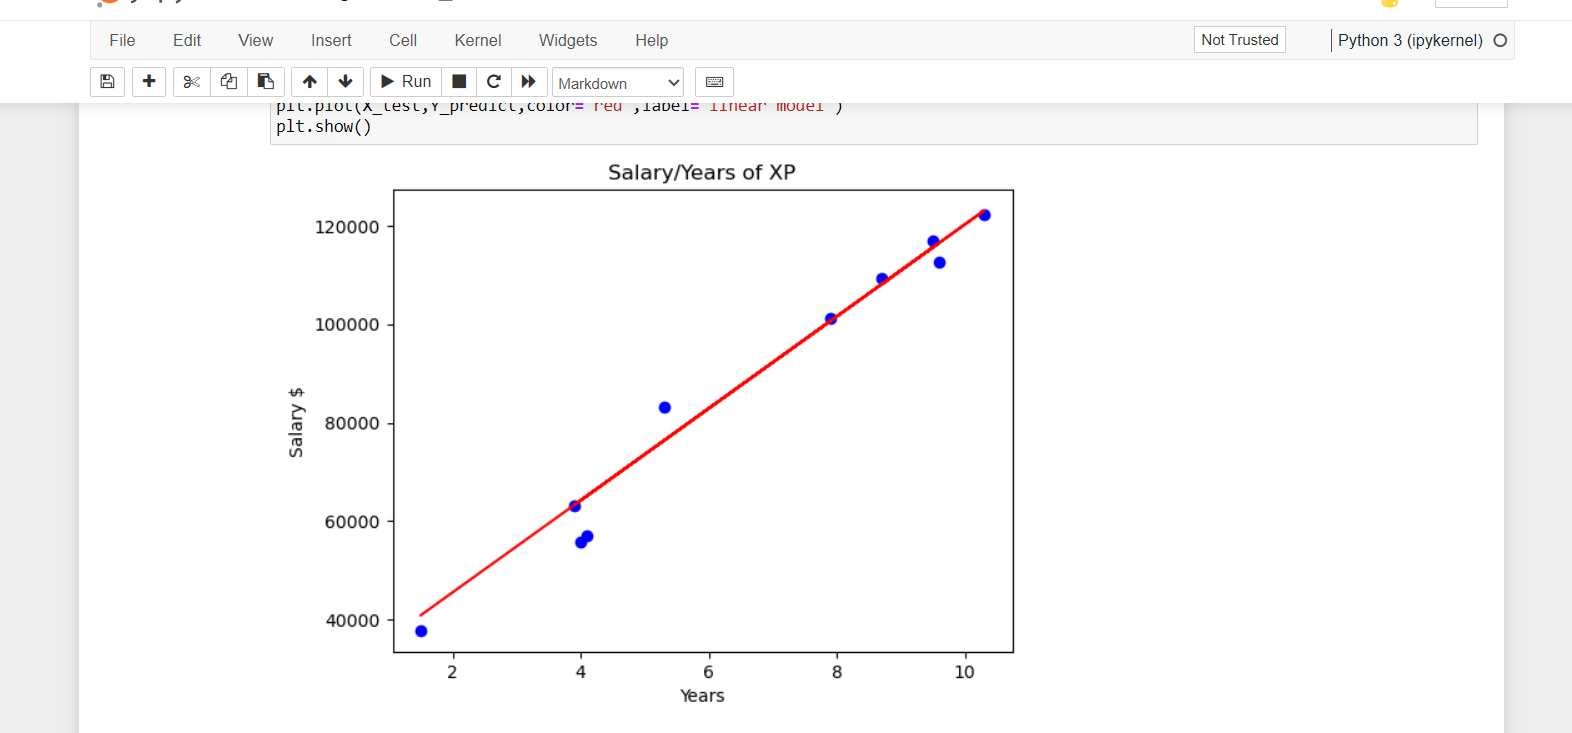 File Edit View Insert Cell Kernel Widgets Help Not Trusted Python 3 (ipykernel)
Run Markdown
plt.plot(X_test,Y_predict,color='red',label='linear model')
plt.show()
Salary/Years of XP
120000
100000
80000
60000
40000
Salary $
2 4 6 8 10
Years